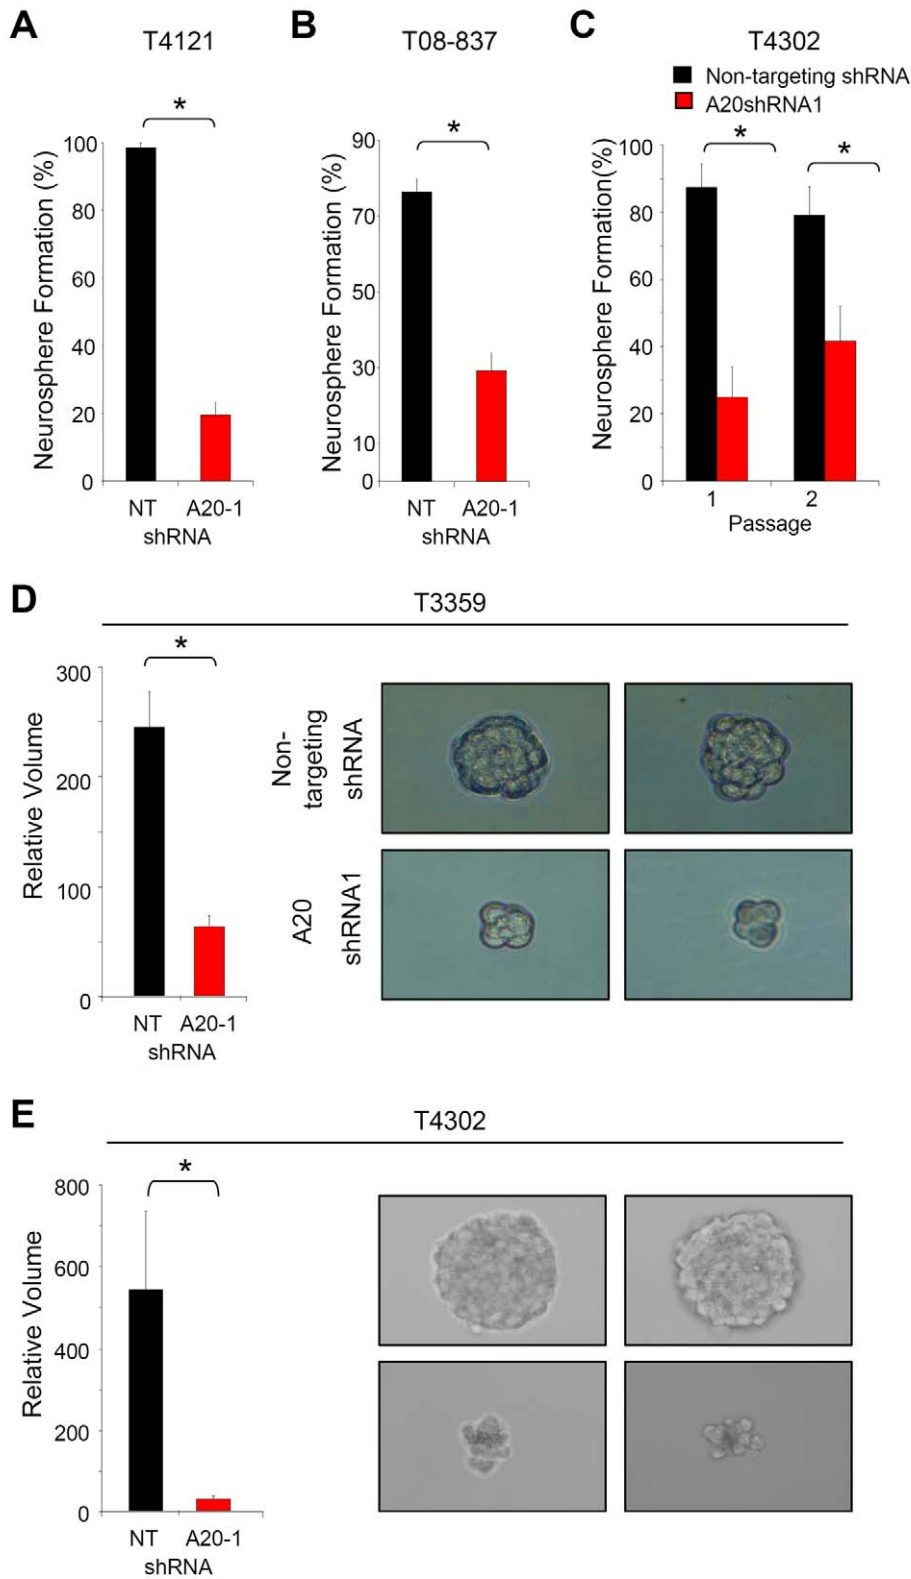 A
T4121
*
Neurosphere Formation (%)
100
80
60
40
20
0
NT
A20-1
shRNA
B
T08-837
*
Neurosphere Formation (%)
90
70
50
30
10
0
NT
A20-1
shRNA
C
T4302
Non-targeting shRNA
A20shRNA1
*
*
Neurosphere Formation(%)
100
80
60
40
20
0
1
2
Passage
D
T3359
*
Relative Volume
300
200
100
0
NT
A20-1
shRNA
Non-
targeting
shRNA
A20
shRNA1
E
T4302
*
Relative Volume
800
600
400
200
0
NT
A20-1
shRNA